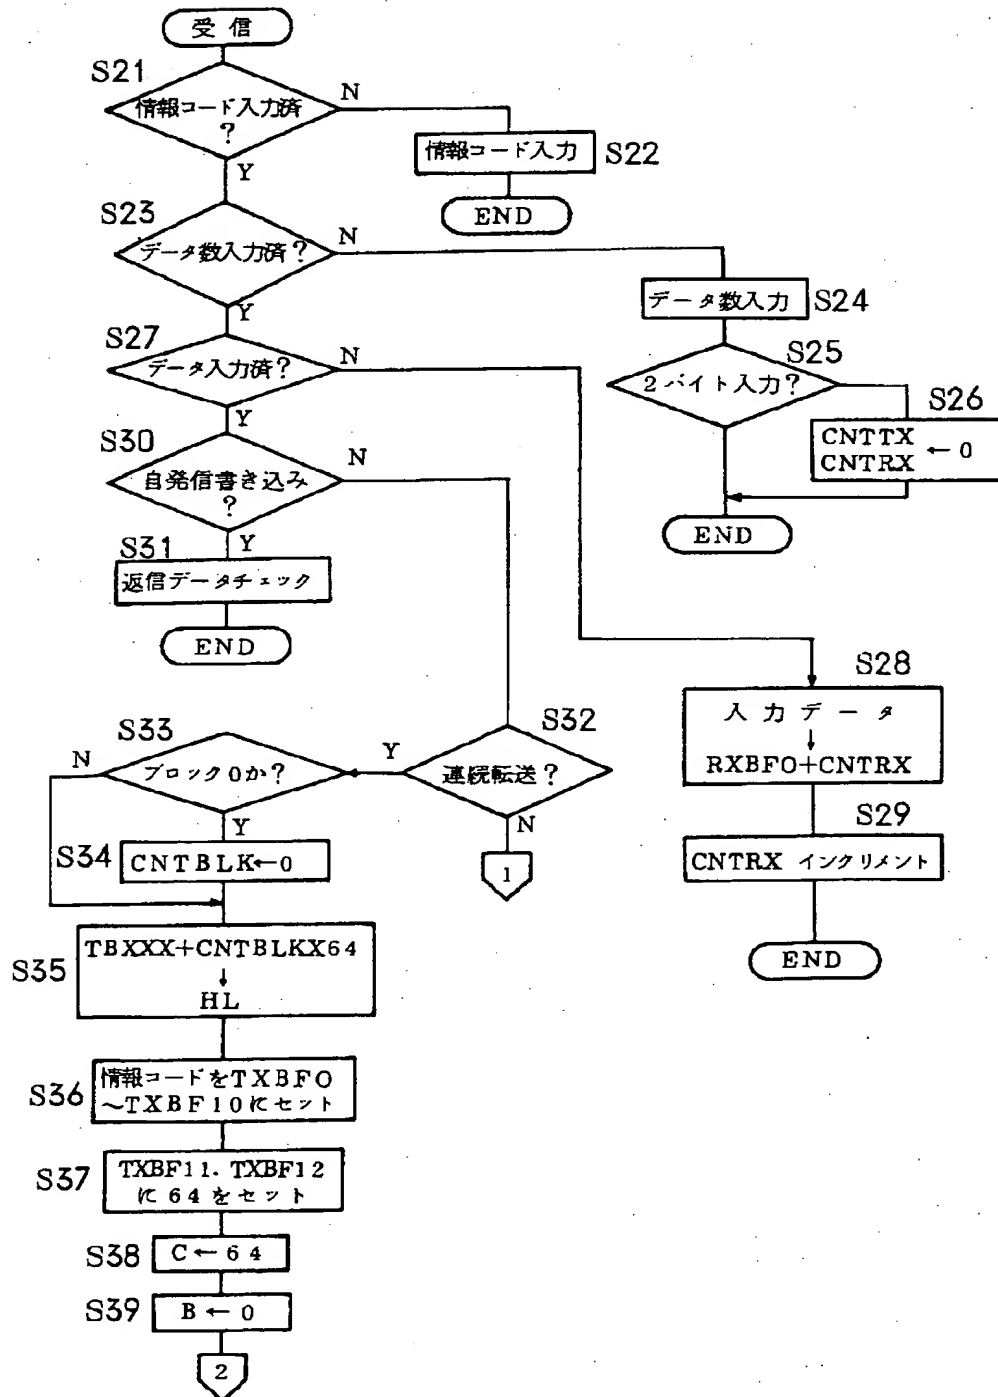 受信
S21
情報コード入力済
?
N
Y
情報コード入力
S22
END
S23
データ数入力済?
N
Y
データ数入力
S24
S25
2バイト入力?
S26
CNTTX
CNTRX
←0
END
S27
データ入力済?
N
Y
S30
自発信書き込み
?
N
Y
S31
返信データチェック
END
S28
入力データ
↓
RXBF0+CNTRX
S29
CNTRX インクリメント
END
S32
連続転送?
Y
N
1
S33
ブロック0か?
N
Y
S34
CNTBLK←0
S35
TBXXX+CNTBLKX64
↓
HL
S36
情報コードをTXBF0
~TXBF10にセット
S37
TXBF11.TXBF12
に64をセット
S38
C←64
S39
B←0
2